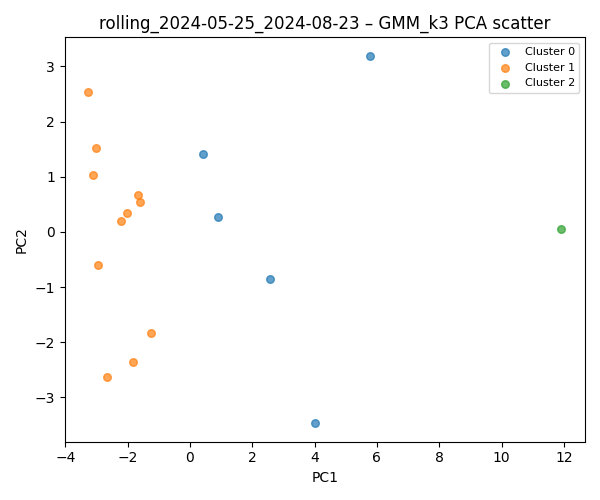 rolling_2024-05-25_2024-08-23 – GMM_k3 PCA scatter
Cluster 0
Cluster 1
Cluster 2
PC2
3
2
1
0
−1
−2
−3
−4 −2 0 2 4 6 8 10 12
PC1